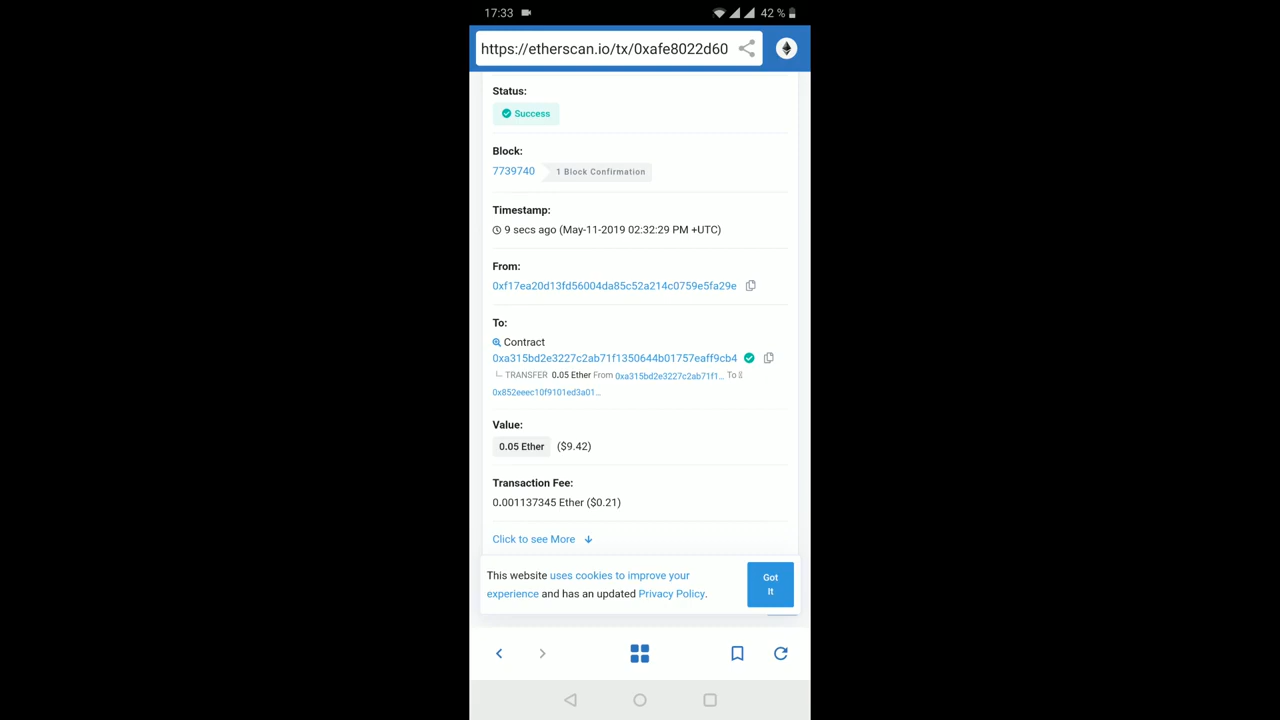 17:33 42 %
https://etherscan.io/tx/0xafe8022d60
Status:
Success
Block:
7739740 1 Block Confirmation
Timestamp:
9 secs ago (May-11-2019 02:32:29 PM +UTC)
From:
0xf17ea20d13fd56004da85c52a214c0759e5fa29e
To:
Contract
0xa315bd2e3227c2ab71f1350644b01757eaff9cb4
TRANSFER 0.05 Ether From 0xa315bd2e3227c2ab71f1… To
0x852eeec10f9101ed3a01…
Value:
0.05 Ether ($9.42)
Transaction Fee:
0.001137345 Ether ($0.21)
Click to see More
This website uses cookies to improve your
experience and has an updated Privacy Policy.
Got
It